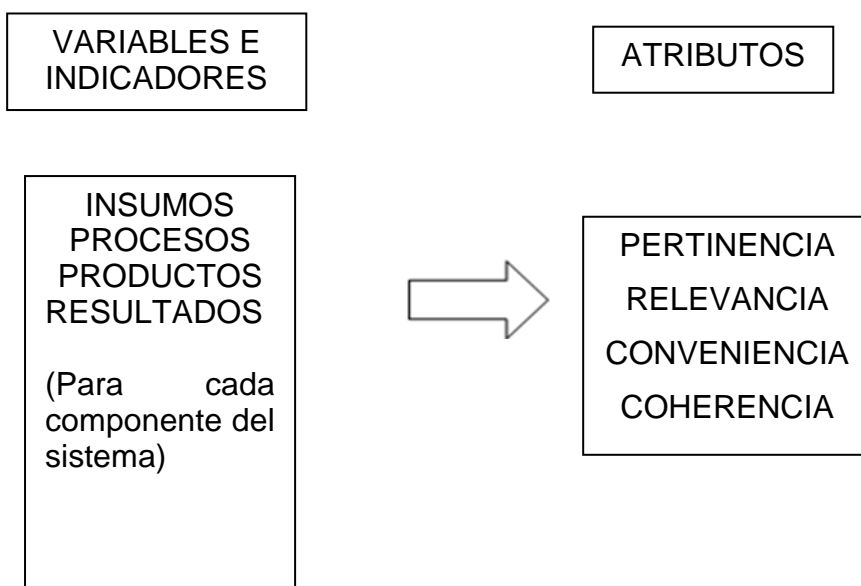 VARIABLES E
INDICADORES
ATRIBUTOS
INSUMOS
PROCESOS
PRODUCTOS
RESULTADOS
(Para cada
componente del
sistema)
PERTINENCIA
RELEVANCIA
CONVENIENCIA
COHERENCIA